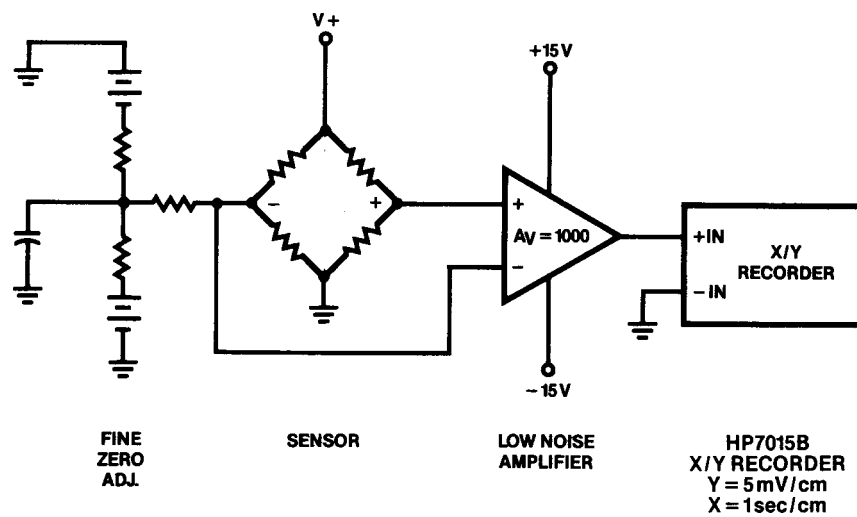 V+
+15V
-
+
+
AV = 1000
-
+IN
X/Y
RECORDER
-IN
-15V
FINE
ZERO
ADJ.
SENSOR
LOW NOISE
AMPLIFIER
HP7015B
X/Y RECORDER
Y = 5mV/cm
X = 1sec/cm